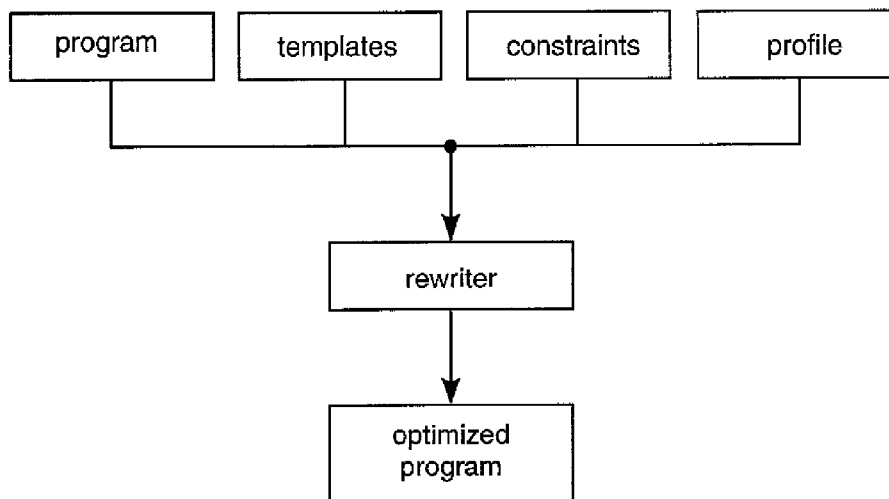 program
templates
constraints
profile
rewriter
optimized
program